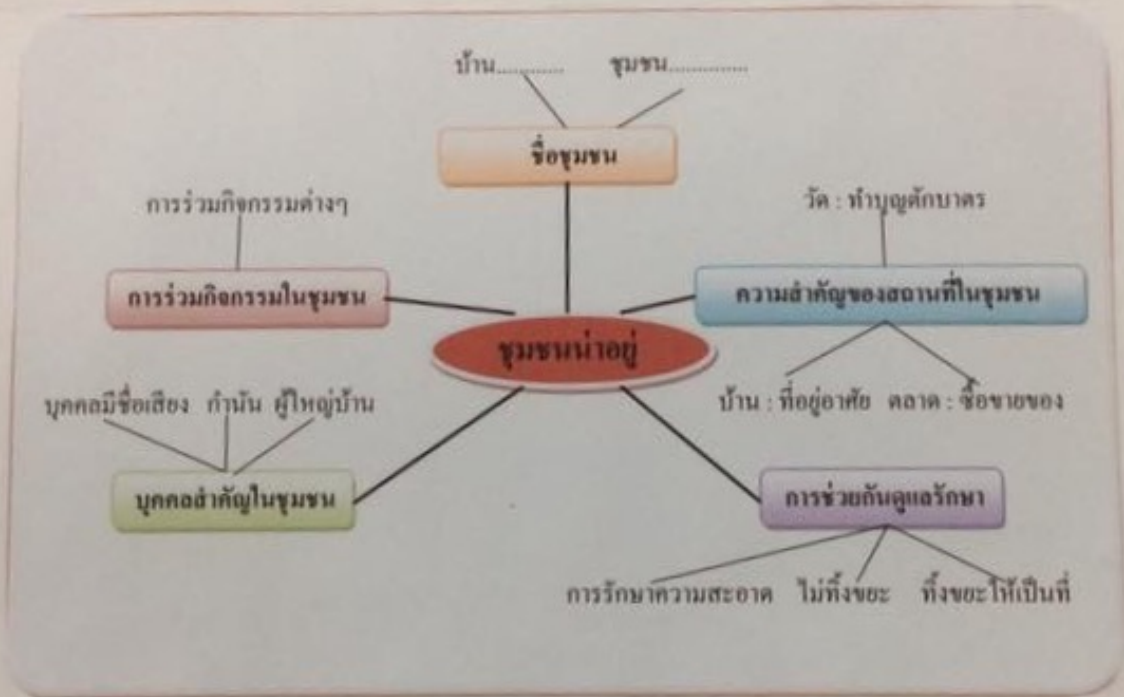 บ้าน............ ชุมชน..............
ชื่อชุมชน
การร่วมกิจกรรมต่างๆ
วัด : ทำบุญตักบาตร
การร่วมกิจกรรมในชุมชน
ความสำคัญของสถานที่ในชุมชน
ชุมชนน่าอยู่
บุคคลมีชื่อเสียง กำนัน ผู้ใหญ่บ้าน
บ้าน : ที่อยู่อาศัย ตลาด : ซื้อขายของ
บุคคลสำคัญในชุมชน
การช่วยกันดูแลรักษา
การรักษาความสะอาด ไม่ทิ้งขยะ ทิ้งขยะให้เป็นที่